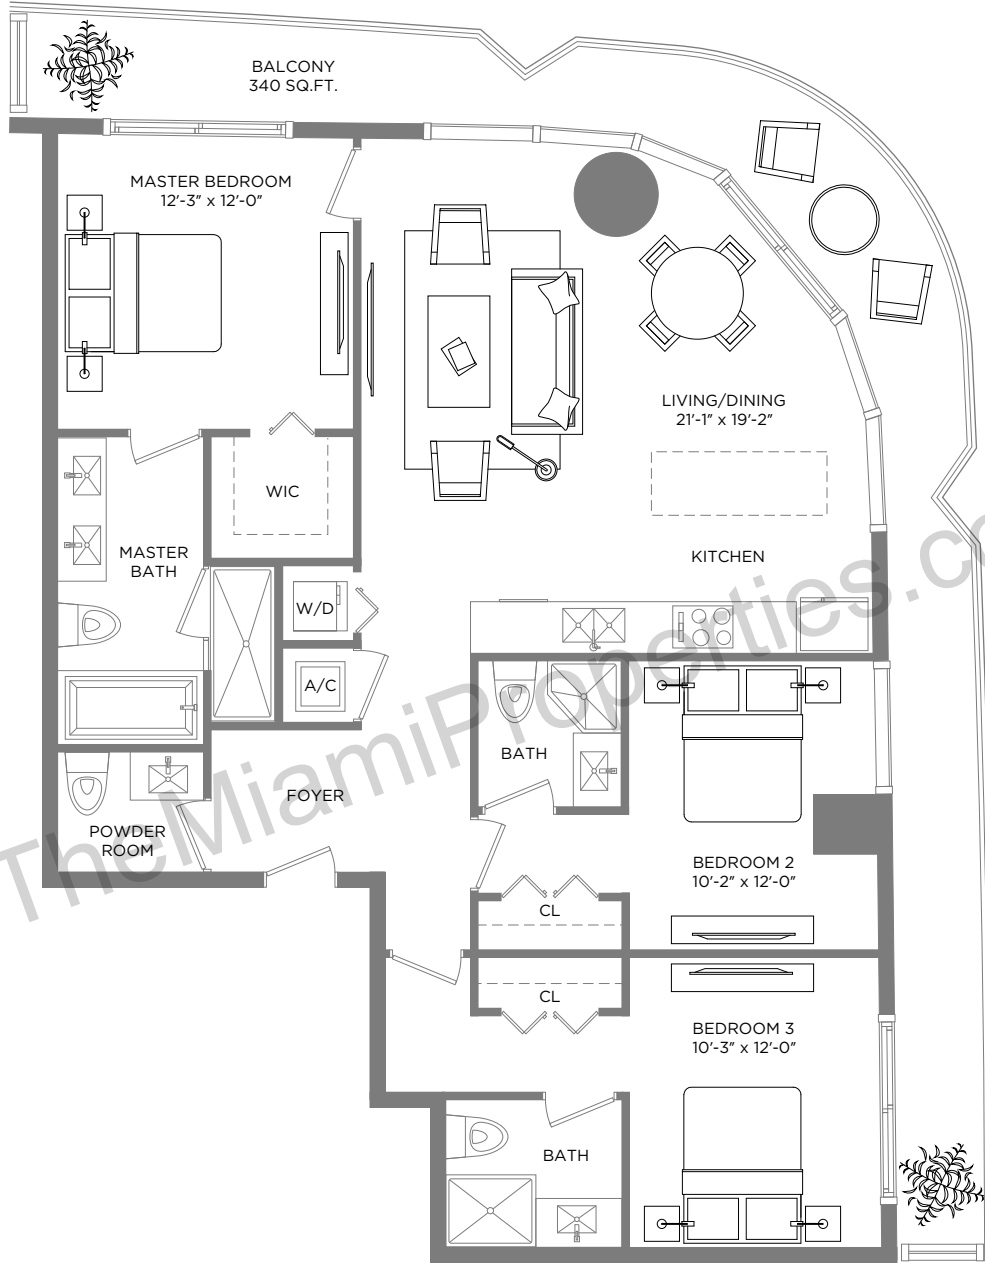 BALCONY
340 SQ.FT.
MASTER BEDROOM
12'-3" x 12'-0"
LIVING/DINING
21'-1" x 19'-2"
WIC
MASTER
BATH
KITCHEN
W/D
A/C
BATH
FOYER
POWDER
ROOM
BEDROOM 2
10'-2" x 12'-0"
CL
CL
BEDROOM 3
10'-3" x 12'-0"
BATH
TheMiamiProperties.co